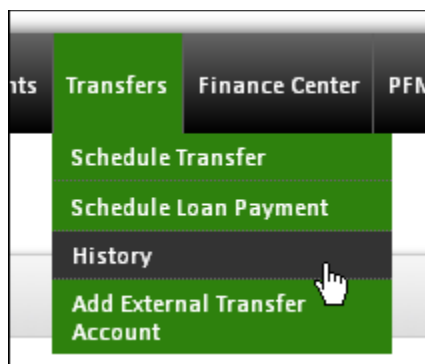 nts Transfers Finance Center PFM
Schedule Transfer
Schedule Loan Payment
History
Add External Transfer
Account